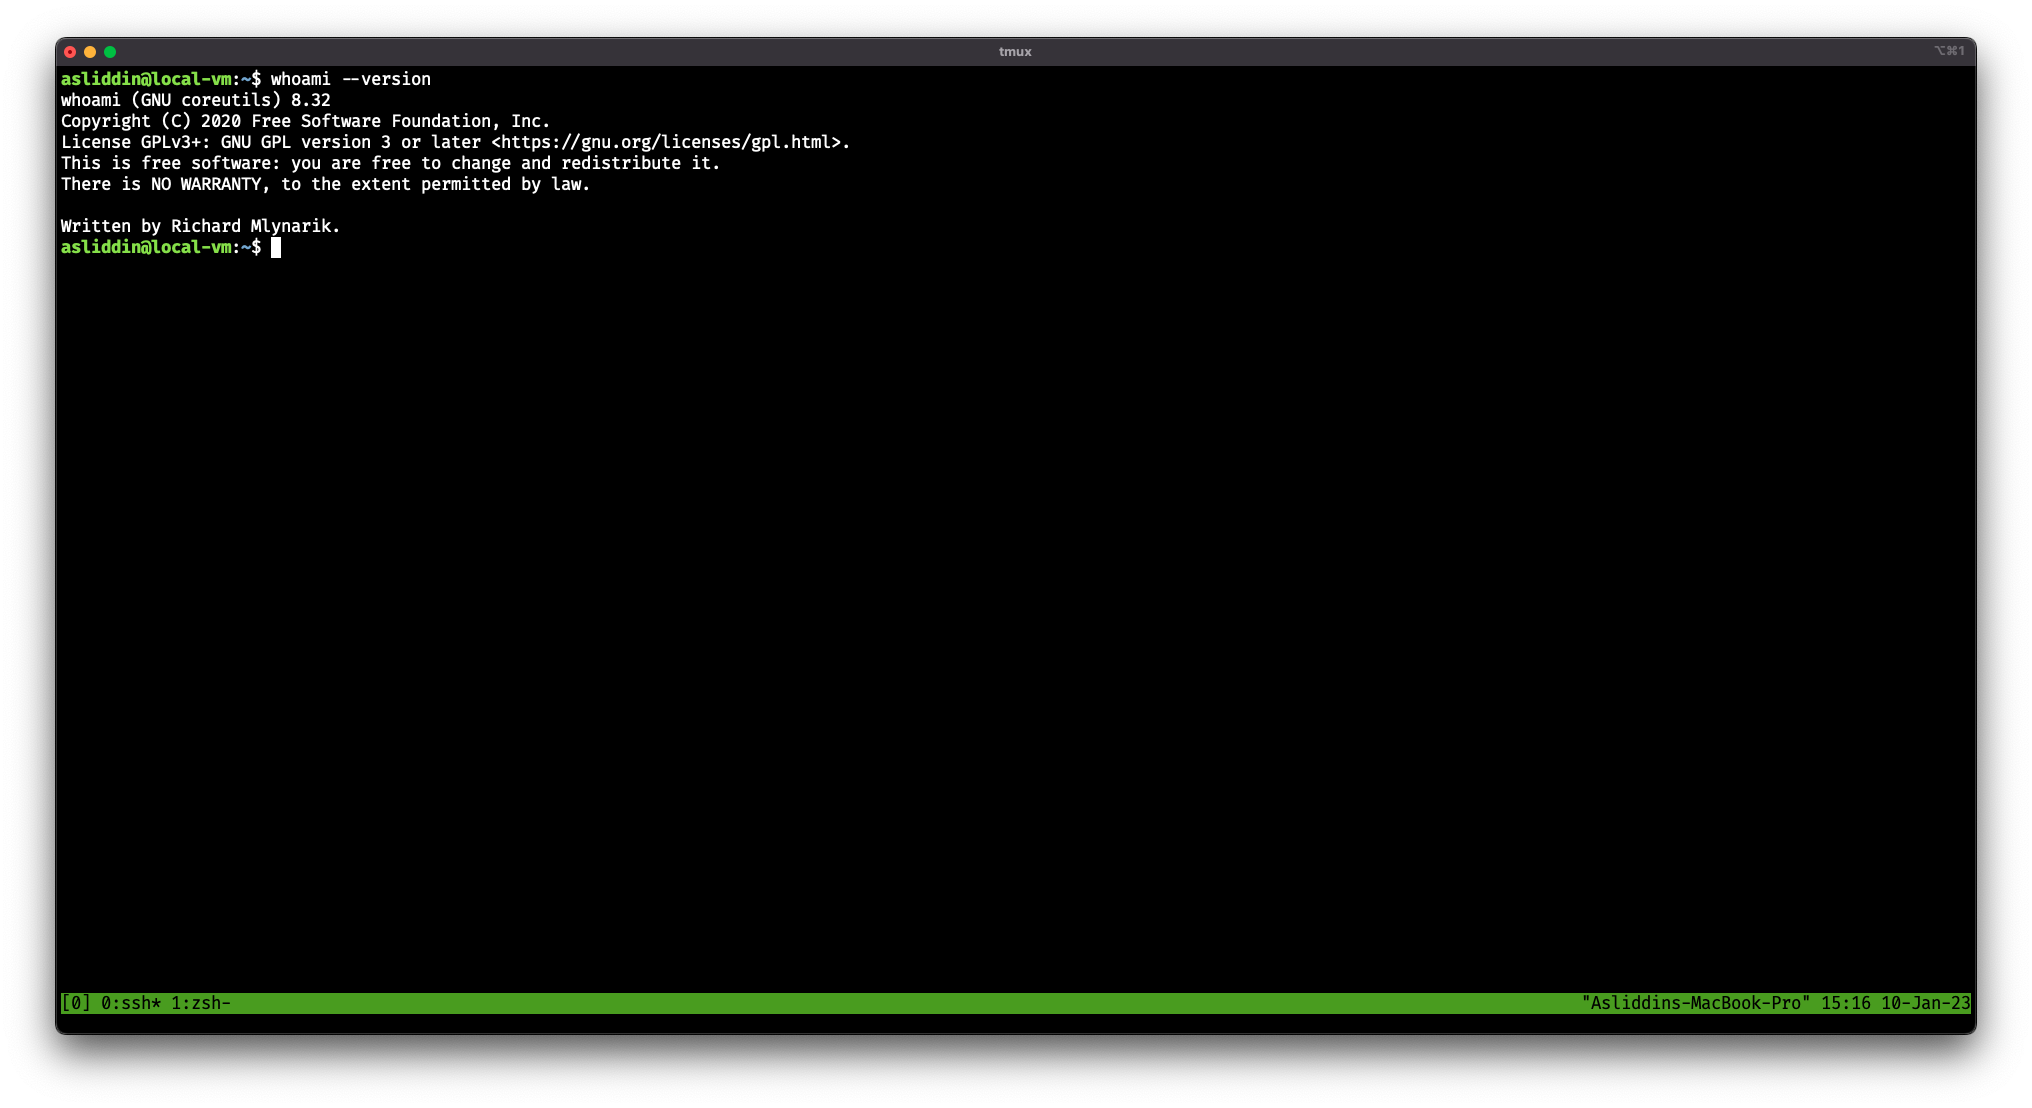 tmux
⌥⌘1
asliddin@local-vm:~$ whoami --version
whoami (GNU coreutils) 8.32
Copyright (C) 2020 Free Software Foundation, Inc.
License GPLv3+: GNU GPL version 3 or later <https://gnu.org/licenses/gpl.html>.
This is free software: you are free to change and redistribute it.
There is NO WARRANTY, to the extent permitted by law.
Written by Richard Mlynarik.
asliddin@local-vm:~$
[0] 0:ssh* 1:zsh- "Asliddins-MacBook-Pro" 15:16 10-Jan-23